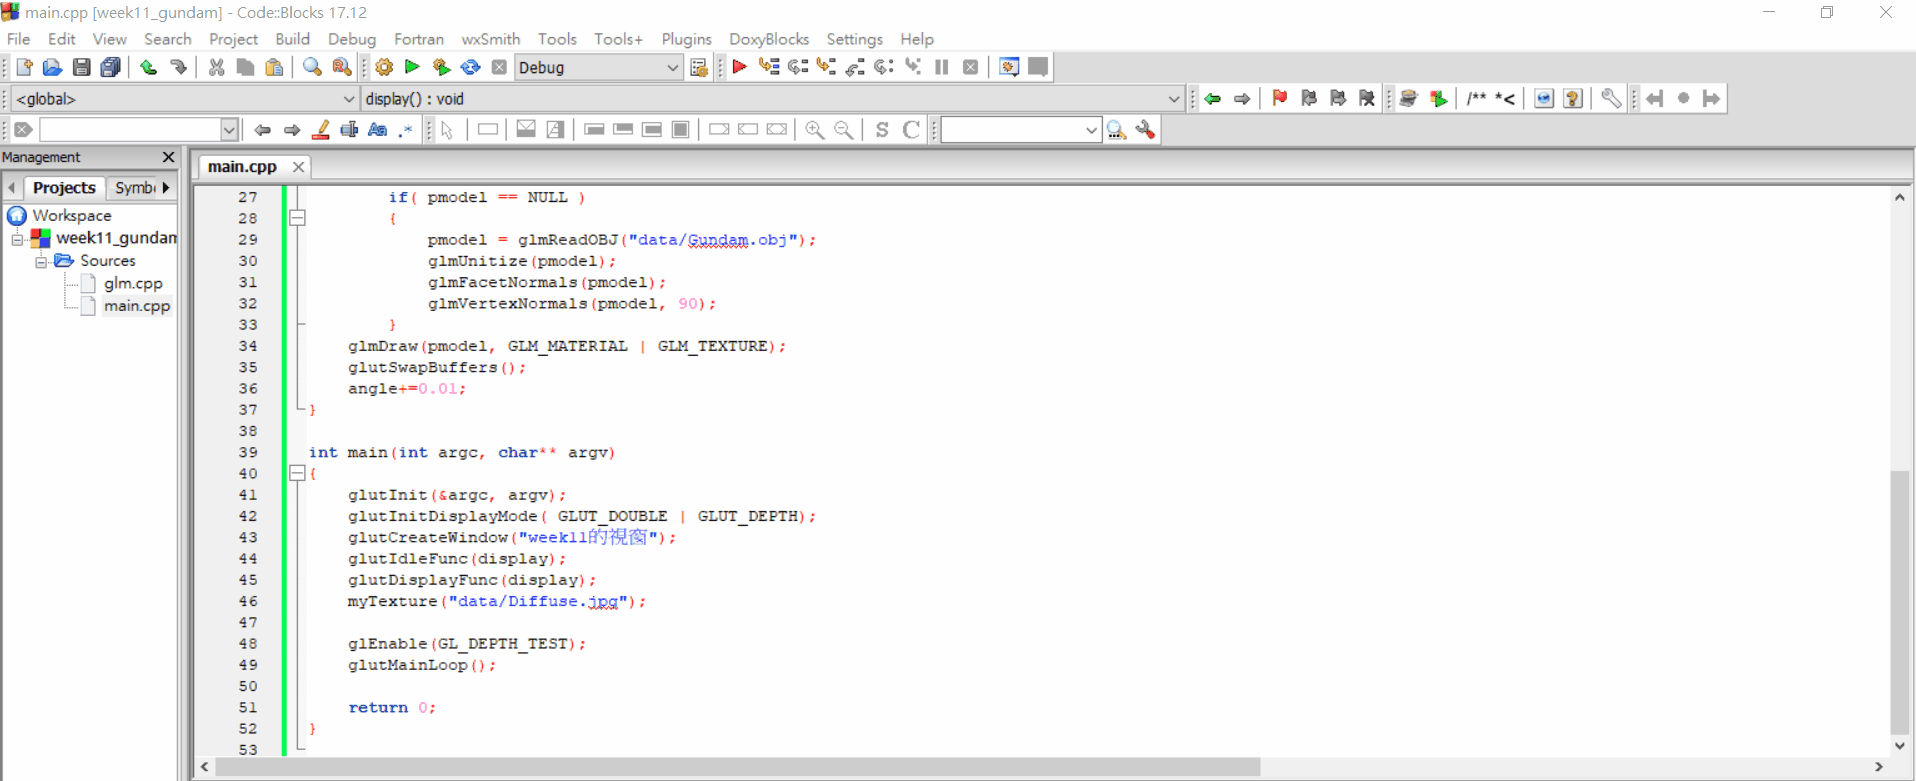 main.cpp [week11_gundam] - Code::Blocks 17.12
File Edit View Search Project Build Debug Fortran wxSmith Tools Tools+ Plugins DoxyBlocks Settings Help
Debug
<global> display() : void /** *<
Aa .* S C
Management
main.cpp
Projects Symb
Workspace
week11_gundam
Sources
glm.cpp
main.cpp
27 if( pmodel == NULL )
28 {
29 pmodel = glmReadOBJ("data/Gundam.obj");
30 glmUnitize(pmodel);
31 glmFacetNormals(pmodel);
32 glmVertexNormals(pmodel, 90);
33 }
34 glmDraw(pmodel, GLM_MATERIAL | GLM_TEXTURE);
35 glutSwapBuffers();
36 angle+=0.01;
37 }
38
39 int main(int argc, char** argv)
40 {
41 glutInit(&argc, argv);
42 glutInitDisplayMode( GLUT_DOUBLE | GLUT_DEPTH);
43 glutCreateWindow("week11的視窗");
44 glutIdleFunc(display);
45 glutDisplayFunc(display);
46 myTexture("data/Diffuse.jpg");
47
48 glEnable(GL_DEPTH_TEST);
49 glutMainLoop();
50
51 return 0;
52 }
53